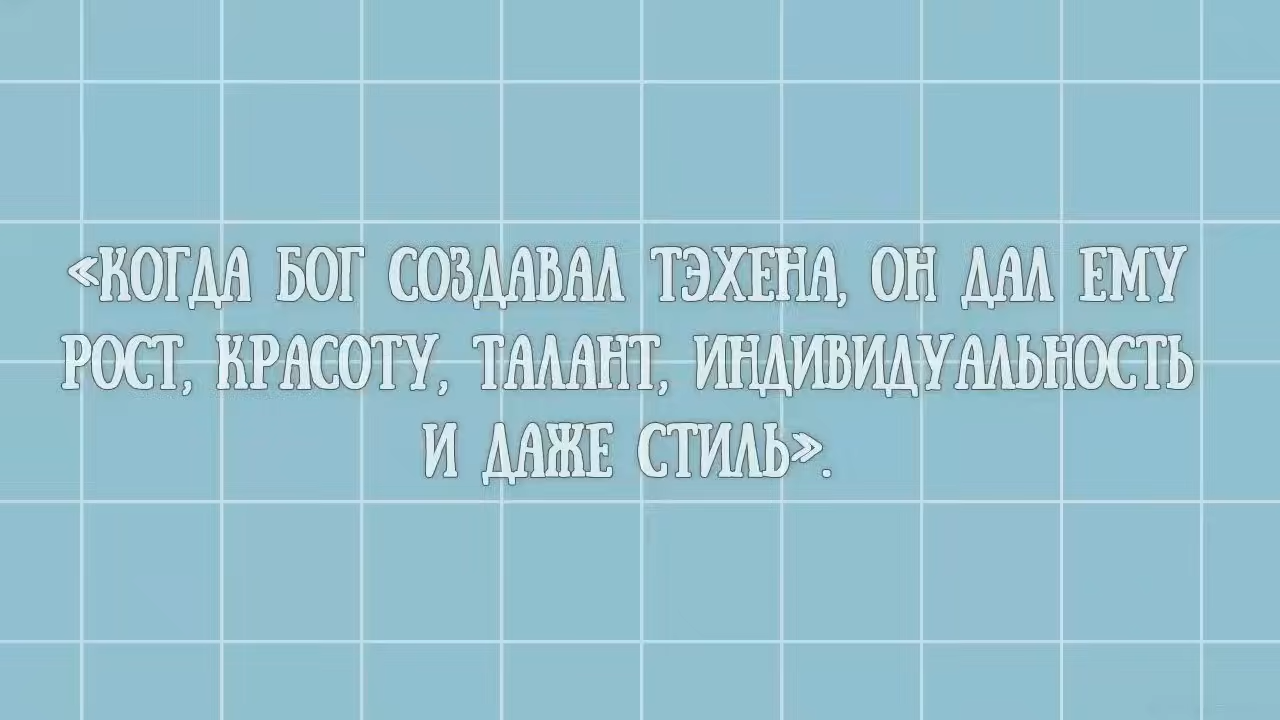 «КОГДА БОГ СОЗДАВАЛ ТЭХЕНА, ОН ДАЛ ЕМУ
РОСТ, КРАСОТУ, ТАЛАНТ, ИНДИВИДУАЛЬНОСТЬ
И ДАЖЕ СТИЛЬ».